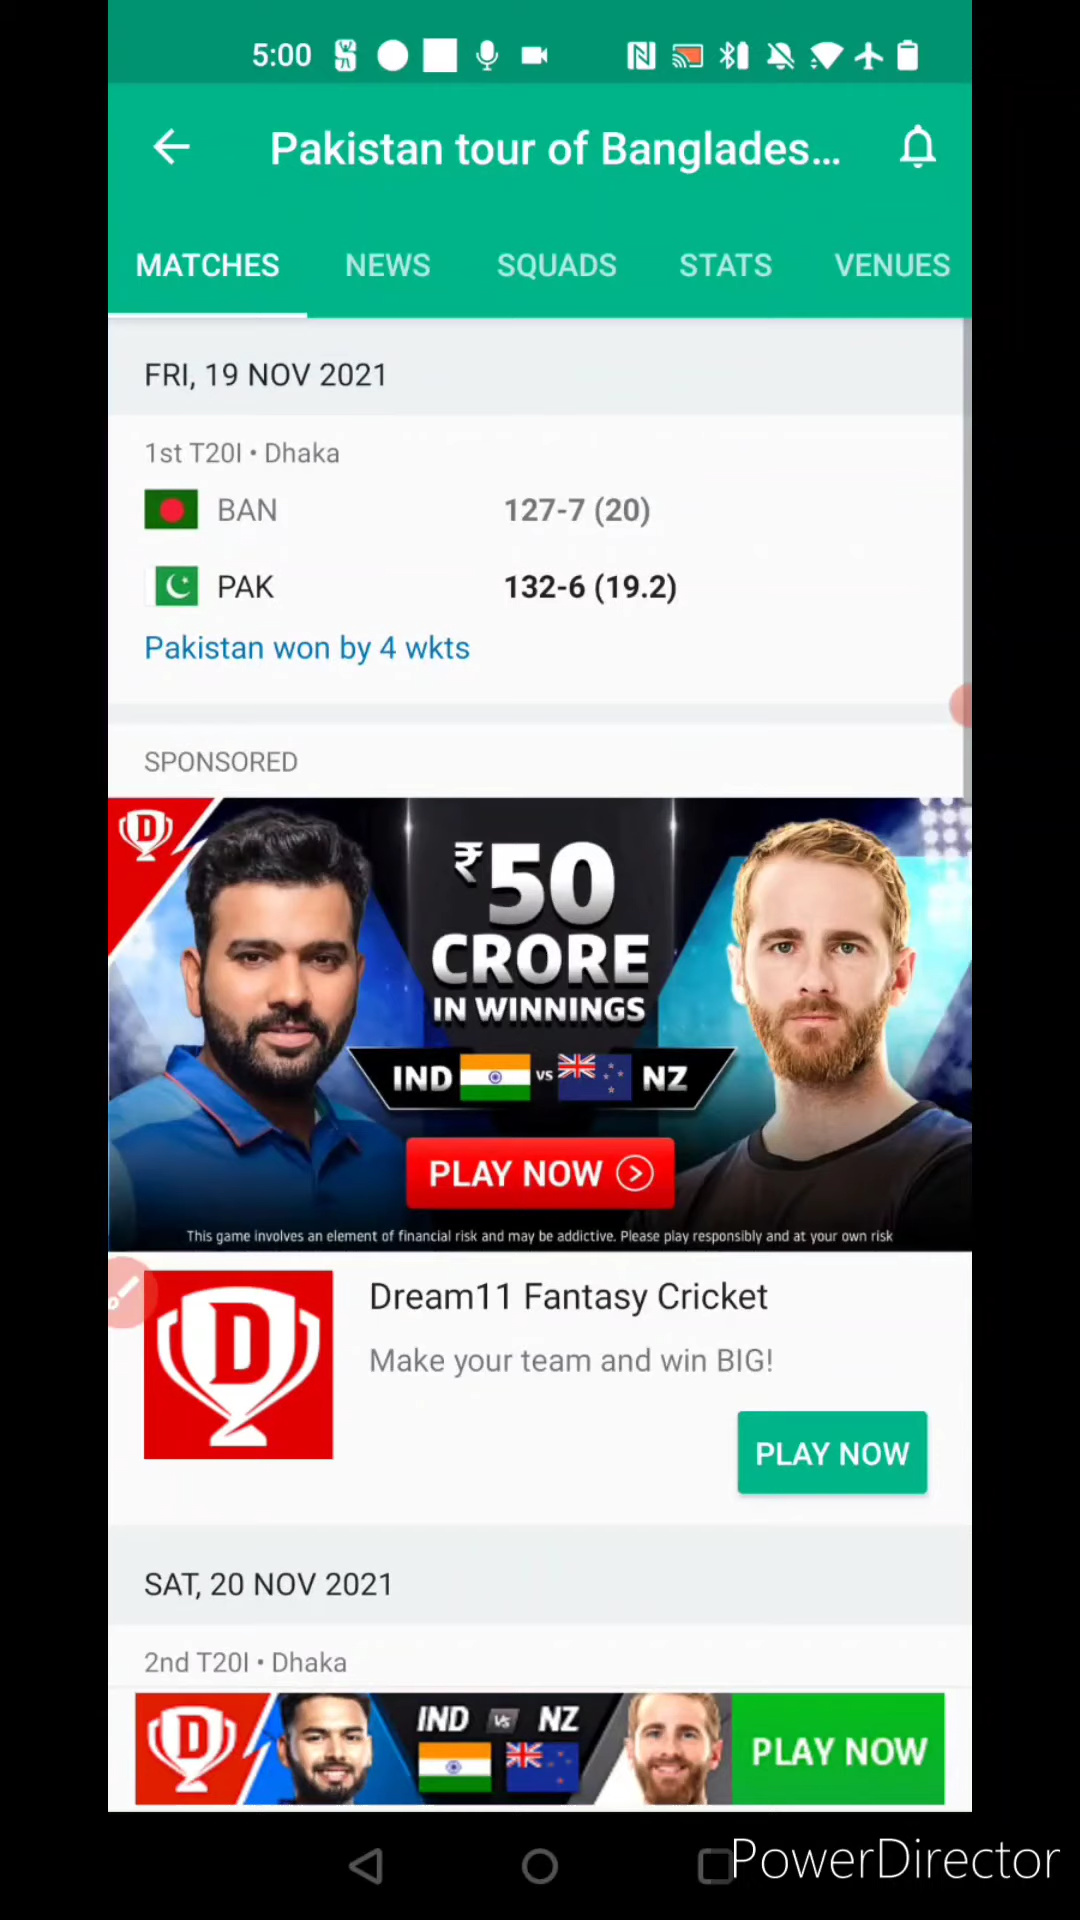 5:00
Pakistan tour of Banglades...
MATCHES NEWS SQUADS STATS VENUES
FRI, 19 NOV 2021
1st T20I • Dhaka
BAN 127-7 (20)
PAK 132-6 (19.2)
Pakistan won by 4 wkts
SPONSORED
D
₹50
CRORE
IN WINNINGS
IND vs NZ
PLAY NOW
This game involves an element of financial risk and may be addictive. Please play responsibly and at your own risk
D
Dream11 Fantasy Cricket
Make your team and win BIG!
PLAY NOW
SAT, 20 NOV 2021
2nd T20I • Dhaka
D
IND vs NZ
PLAY NOW
PowerDirector